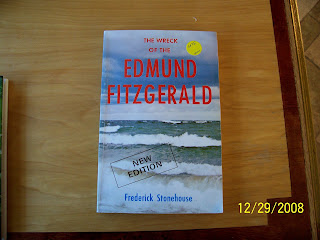 THE WRECK
OF THE
EDMUND
FITZGERALD
NEW
EDITION
Frederick Stonehouse
12/29/2008